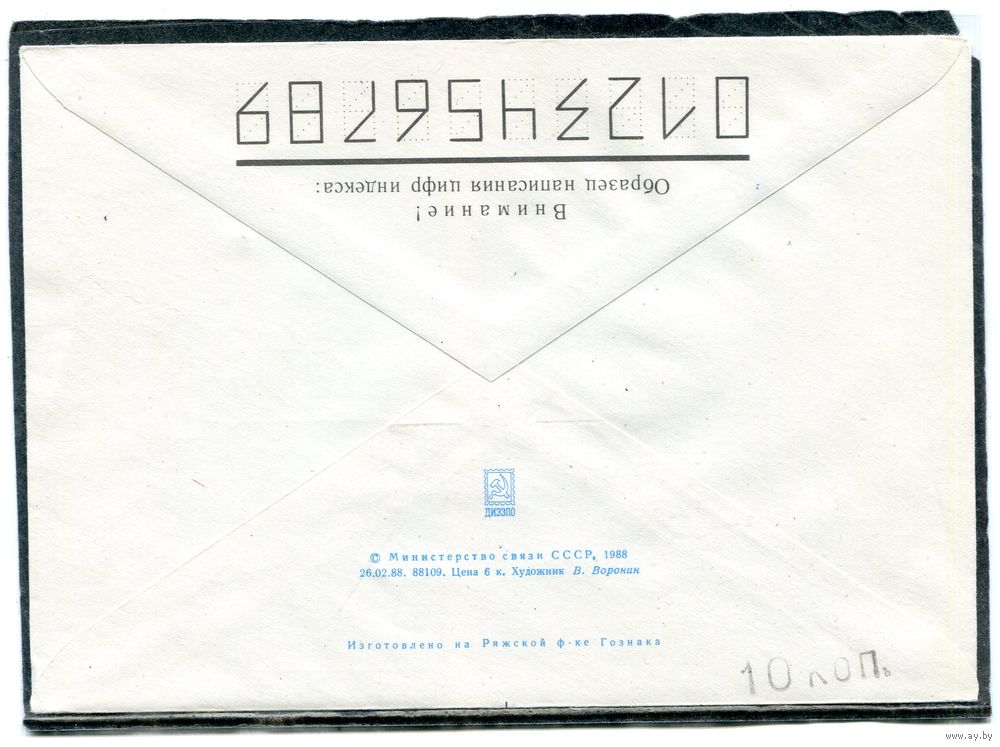 Внимание!
Образец написания цифр индекса:
0123456789
ДИЭЗПО
© Министерство связи СССР, 1988
26.02.88. 88109. Цена 6 к. Художник В. Воронин
Изготовлено на Ряжской ф-ке Гознака
10 коп.
www.ay.by